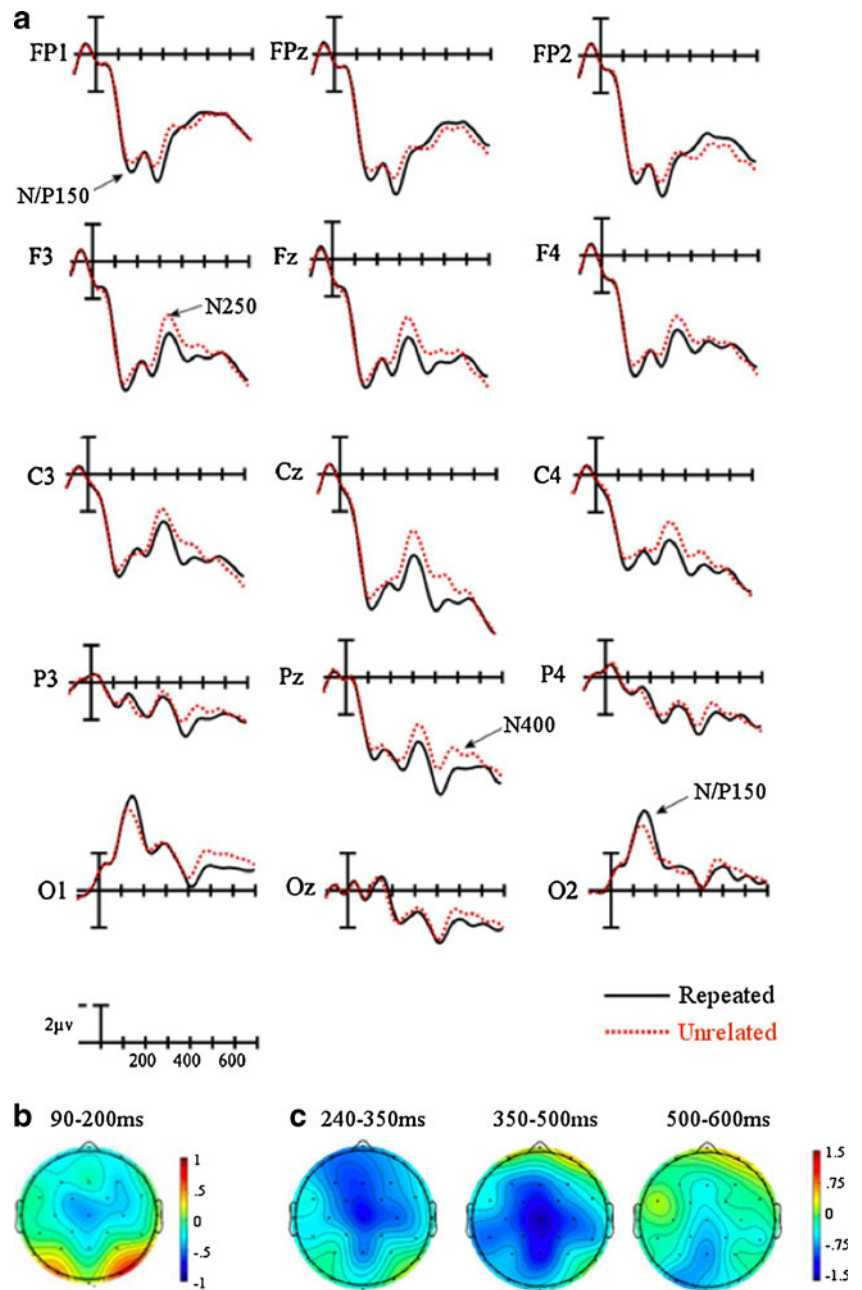 a
FP1 FPz FP2
N/P150
F3 Fz F4
N250
C3 Cz C4
P3 Pz P4
N400
N/P150
O1 Oz O2
Repeated
2μv
Unrelated
200 400 600
b 90-200ms c 240-350ms 350-500ms 500-600ms
1 1.5
.5 .75
0 0
-.5 -.75
-1 -1.5